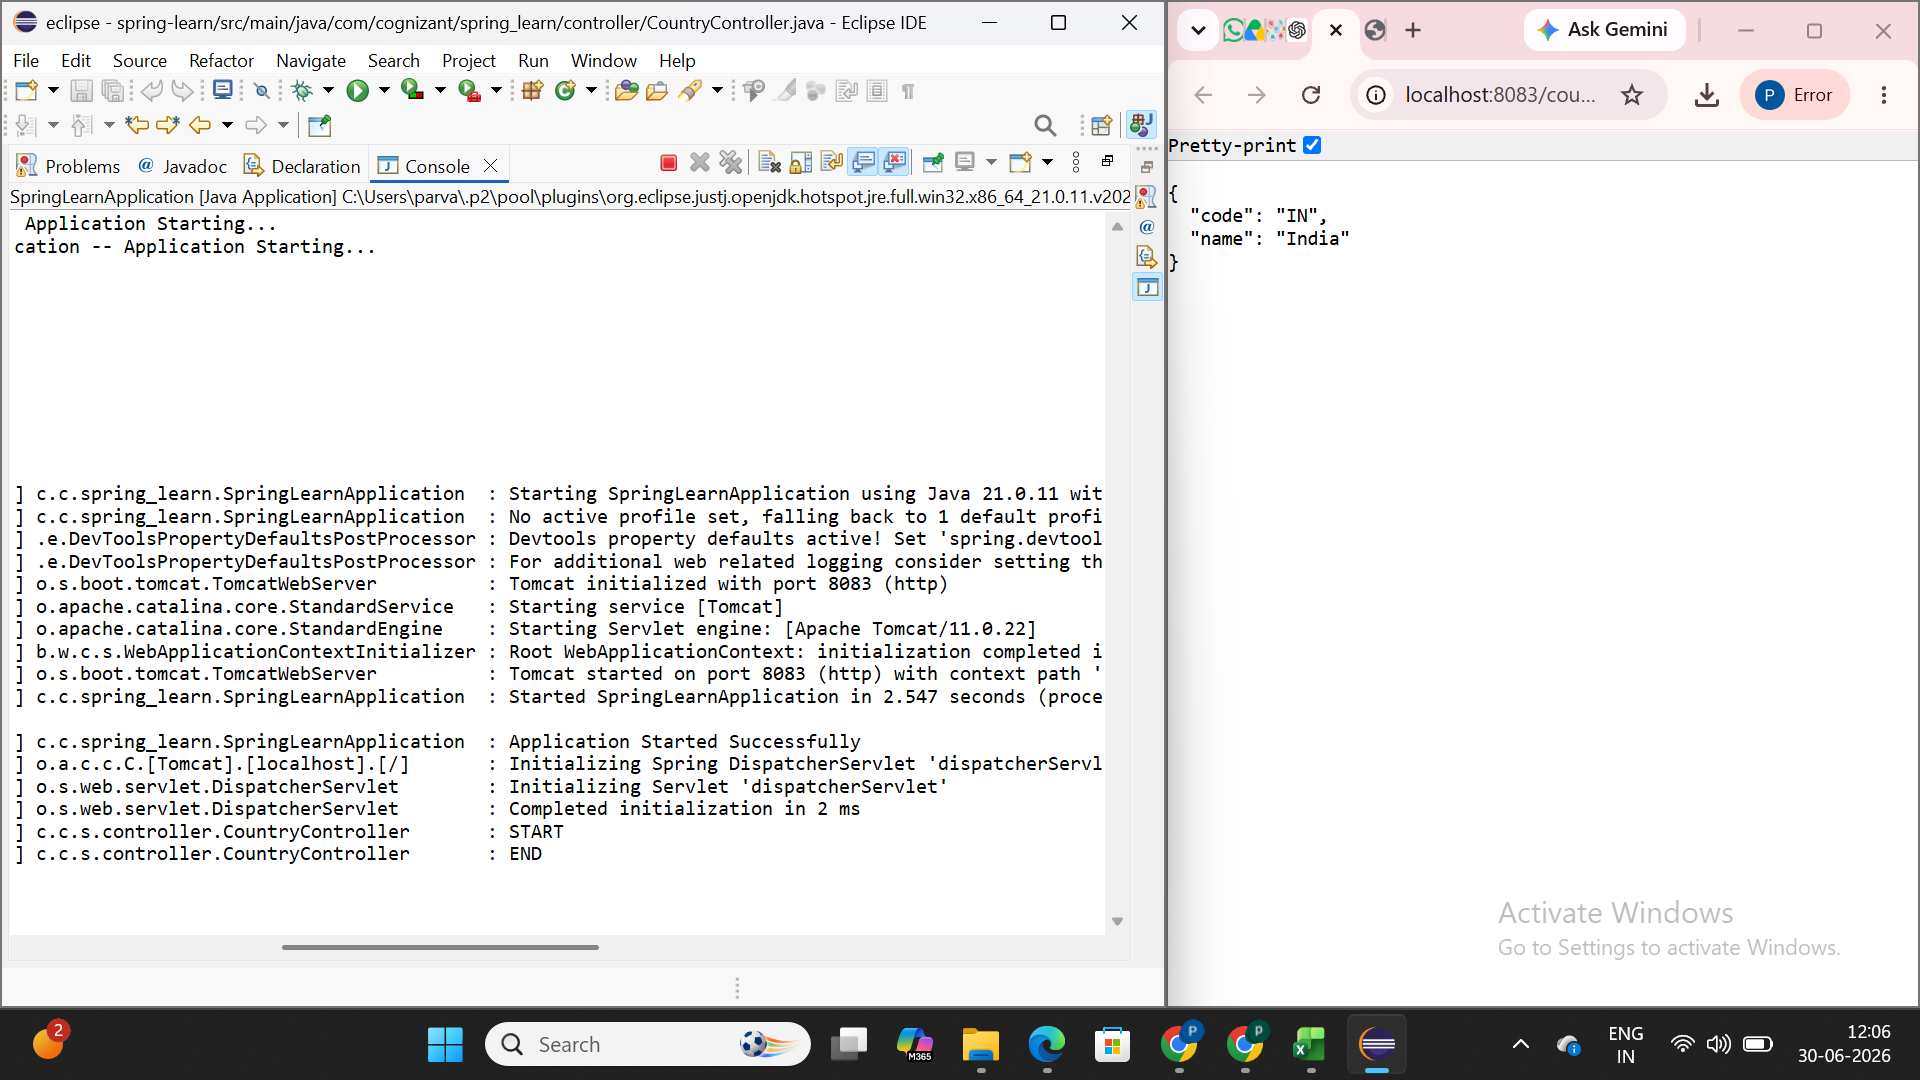 eclipse - spring-learn/src/main/java/com/cognizant/spring_learn/controller/CountryController.java - Eclipse IDE
File Edit Source Refactor Navigate Search Project Run Window Help
Problems @ Javadoc Declaration Console
SpringLearnApplication [Java Application] C:\Users\parva\.p2\pool\plugins\org.eclipse.justj.openjdk.hotspot.jre.full.win32.x86_64_21.0.11.v202
Application Starting...
cation -- Application Starting...
] c.c.spring_learn.SpringLearnApplication : Starting SpringLearnApplication using Java 21.0.11 wit
] c.c.spring_learn.SpringLearnApplication : No active profile set, falling back to 1 default profi
] .e.DevToolsPropertyDefaultsPostProcessor : Devtools property defaults active! Set 'spring.devtool
] .e.DevToolsPropertyDefaultsPostProcessor : For additional web related logging consider setting th
] o.s.boot.tomcat.TomcatWebServer : Tomcat initialized with port 8083 (http)
] o.apache.catalina.core.StandardService : Starting service [Tomcat]
] o.apache.catalina.core.StandardEngine : Starting Servlet engine: [Apache Tomcat/11.0.22]
] b.w.c.s.WebApplicationContextInitializer : Root WebApplicationContext: initialization completed i
] o.s.boot.tomcat.TomcatWebServer : Tomcat started on port 8083 (http) with context path '
] c.c.spring_learn.SpringLearnApplication : Started SpringLearnApplication in 2.547 seconds (proce
] c.c.spring_learn.SpringLearnApplication : Application Started Successfully
] o.a.c.c.C.[Tomcat].[localhost].[/] : Initializing Spring DispatcherServlet 'dispatcherServl
] o.s.web.servlet.DispatcherServlet : Initializing Servlet 'dispatcherServlet'
] o.s.web.servlet.DispatcherServlet : Completed initialization in 2 ms
] c.c.s.controller.CountryController : START
] c.c.s.controller.CountryController : END
Ask Gemini
localhost:8083/cou...
P Error
Pretty-print
{
"code": "IN",
"name": "India"
}
Activate Windows
Go to Settings to activate Windows.
2
Search
M365
P
p
ENG
IN
12:06
30-06-2026